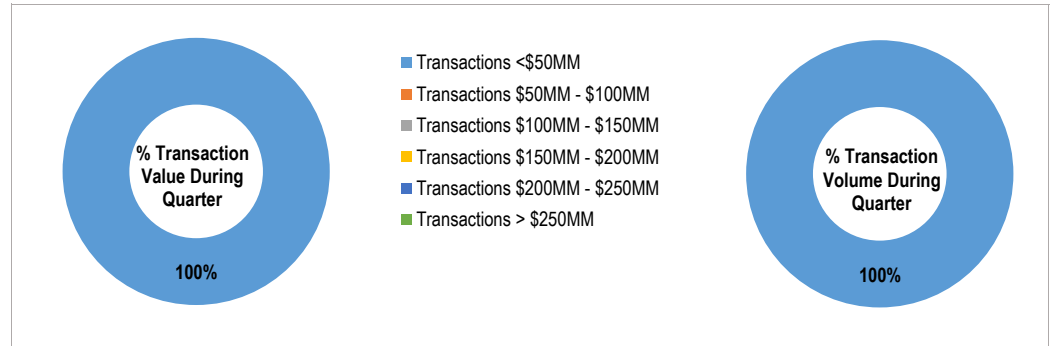 % Transaction
Value During
Quarter
100%
Transactions <$50MM
Transactions $50MM - $100MM
Transactions $100MM - $150MM
Transactions $150MM - $200MM
Transactions $200MM - $250MM
Transactions > $250MM
% Transaction
Volume During
Quarter
100%